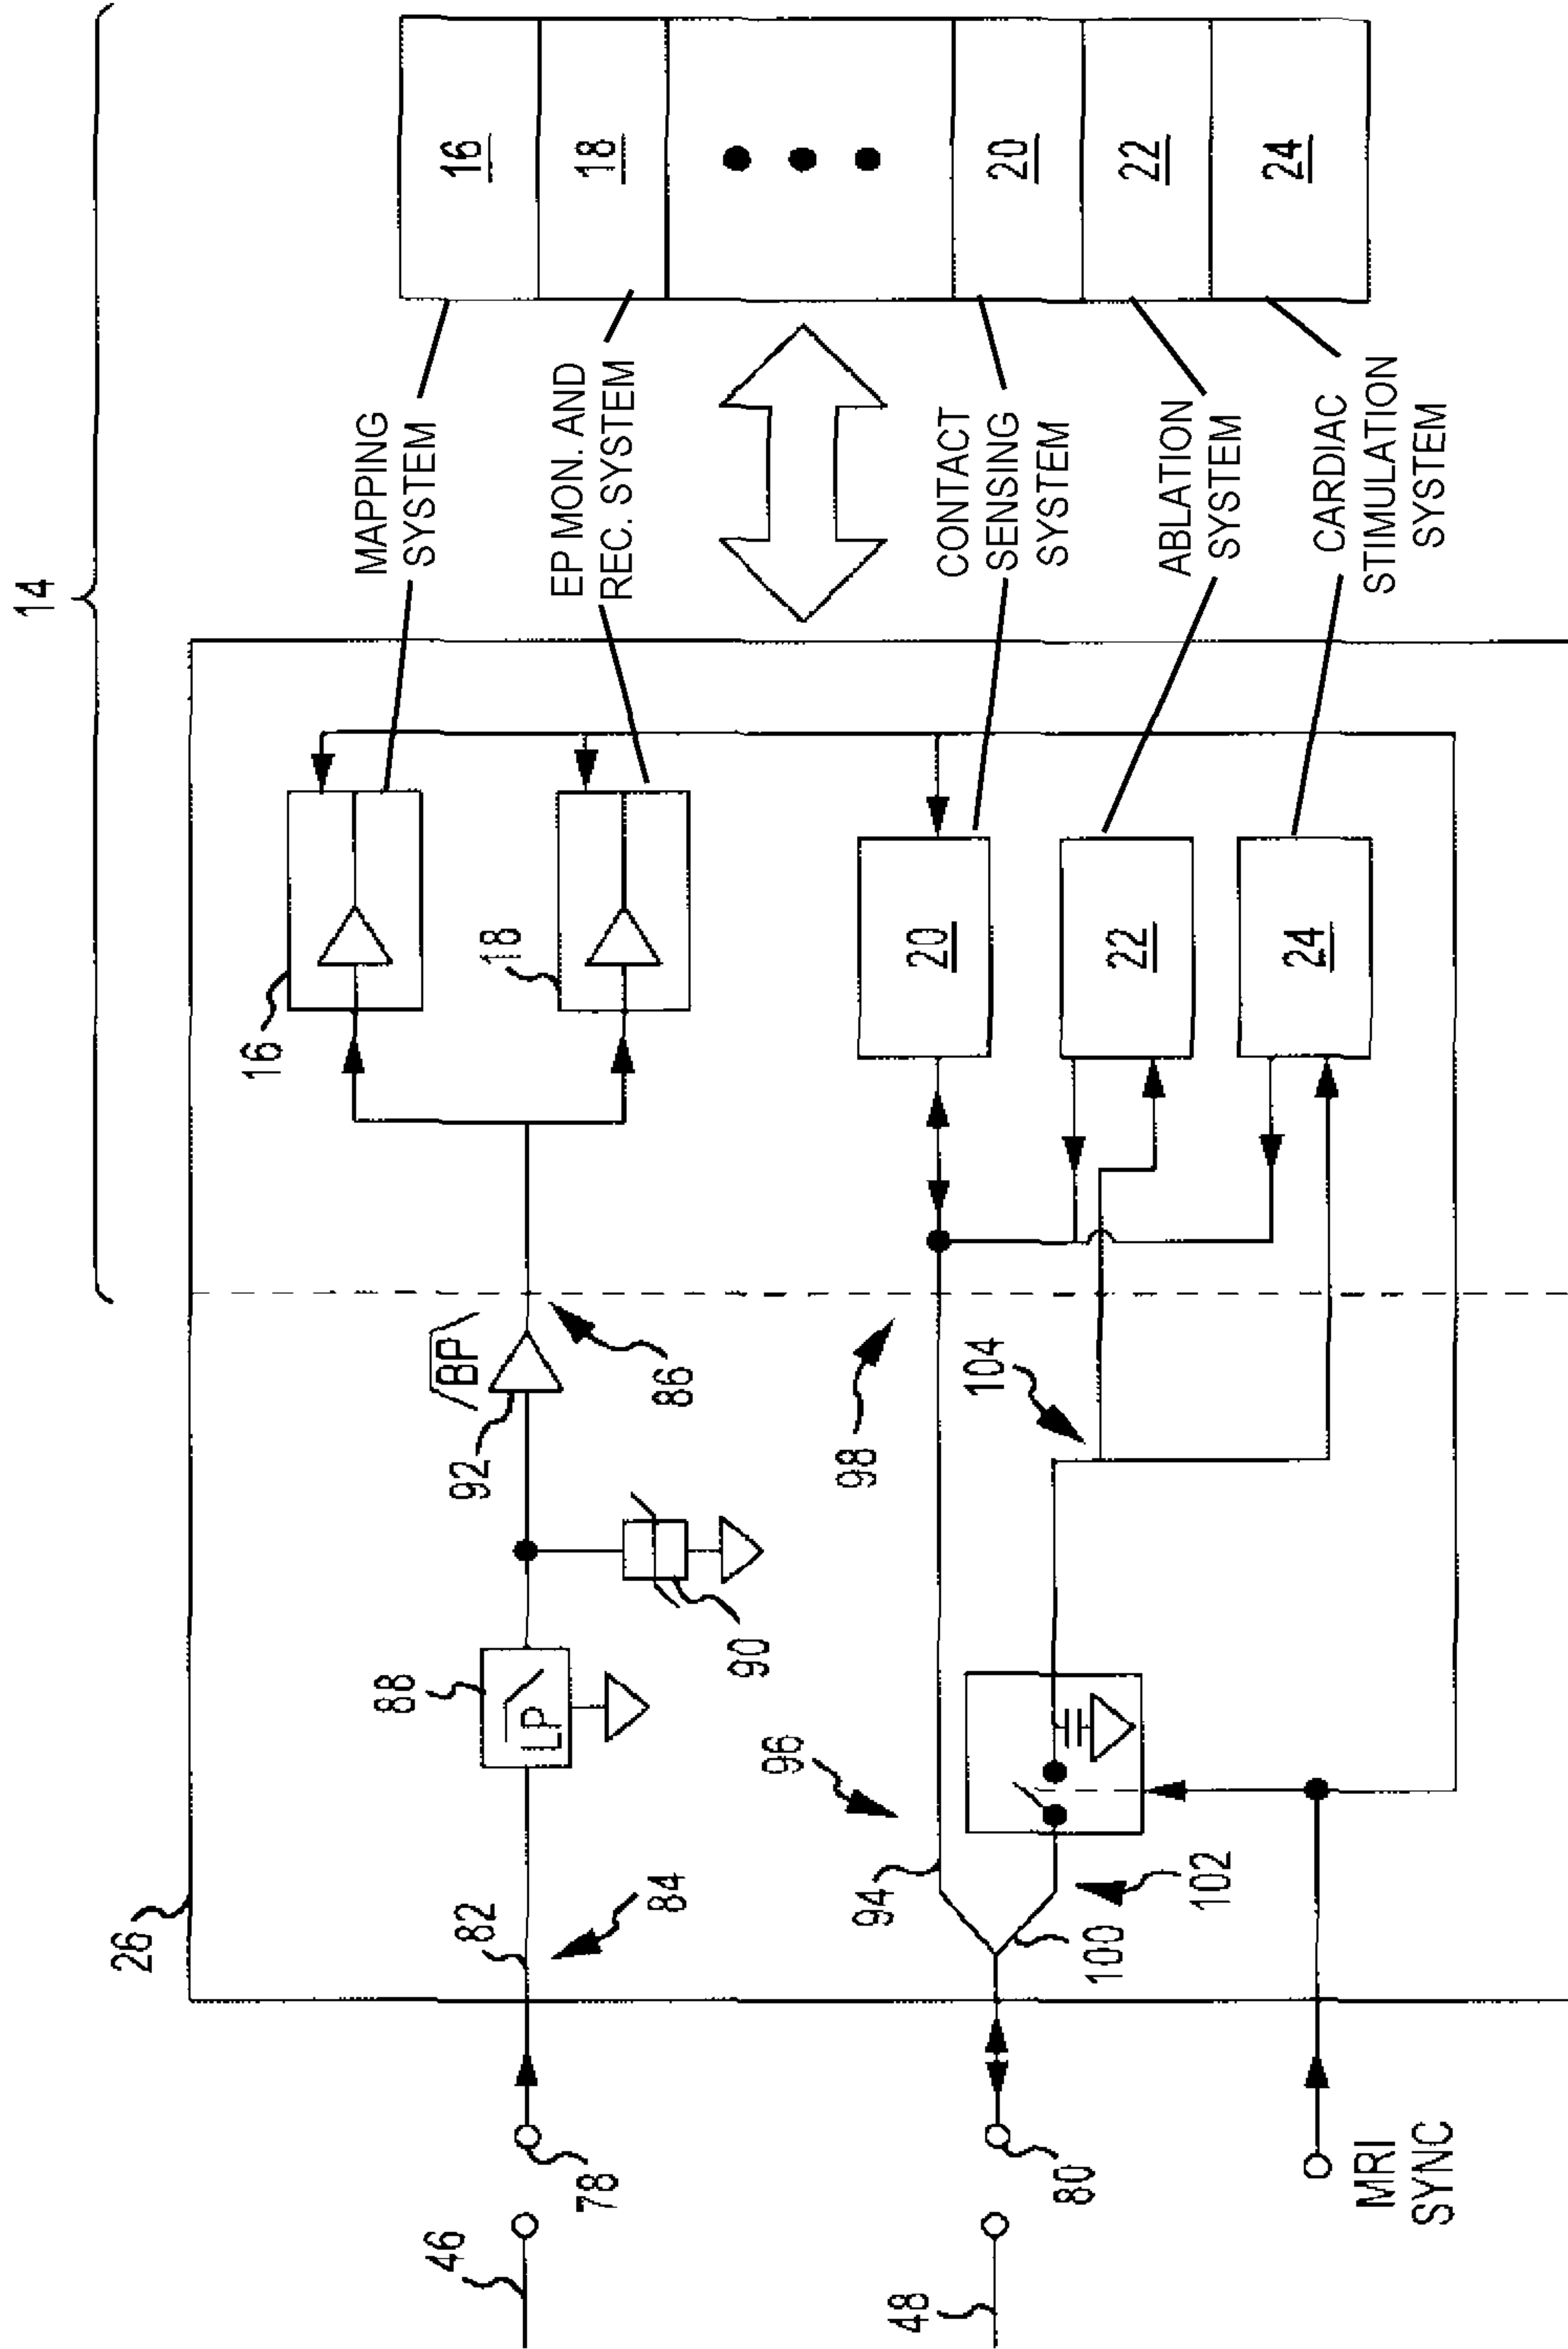 14
26
16
18
MAPPING
SYSTEM
EP MON. AND
REC. SYSTEM
16
18
46
78
82
84
88
LP
90
92
BP
86
CONTACT
SENSING
SYSTEM
20
20
ABLATION
SYSTEM
22
22
CARDIAC
STIMULATION
SYSTEM
24
24
48
80
94
96
98
100
102
104
MRI
SYNC